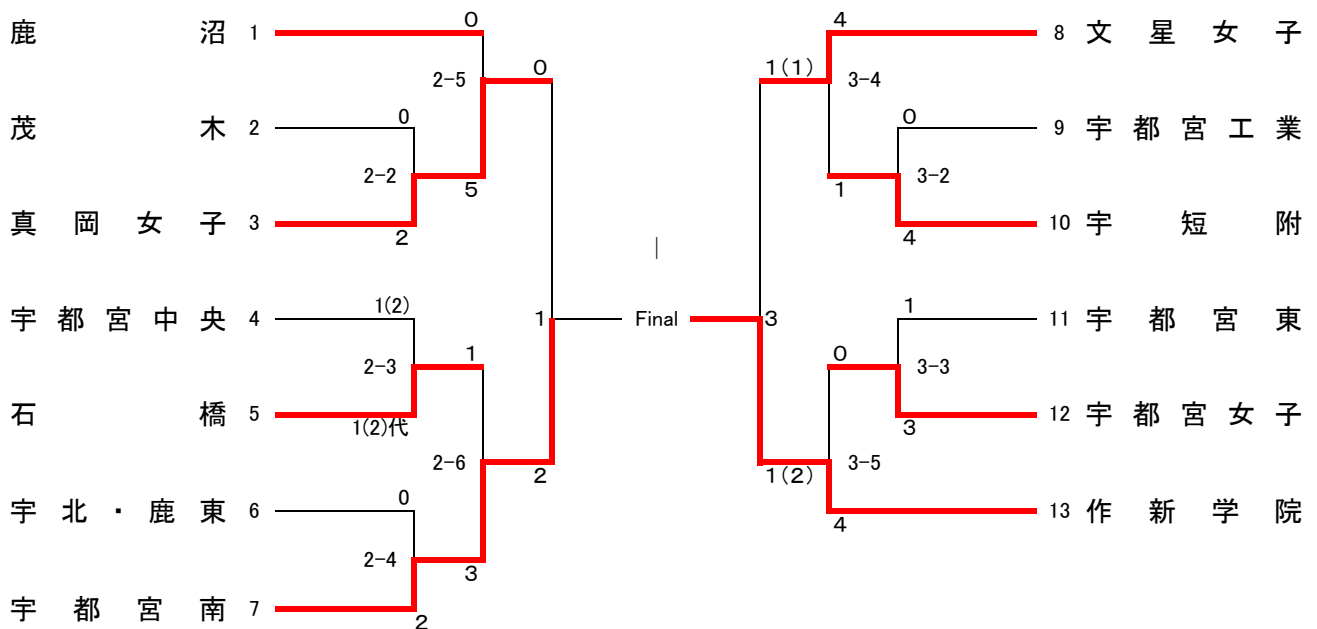 鹿沼 1 0 4 8 文星女子
2-5 0 1(1) 3-4
茂木 2 0 0 9 宇都宮工業
2-2 5 1 3-2
真岡女子 3 2 4 10 宇短附
|
宇都宮中央 4 1(2) 1 Final 3 1 11 宇都宮東
2-3 1 0 3-3
石橋 5 1(2)代 3 12 宇都宮女子
2-6 2 1(2) 3-5
宇北・鹿東 6 0 4 13 作新学院
2-4 3
宇都宮南 7 2